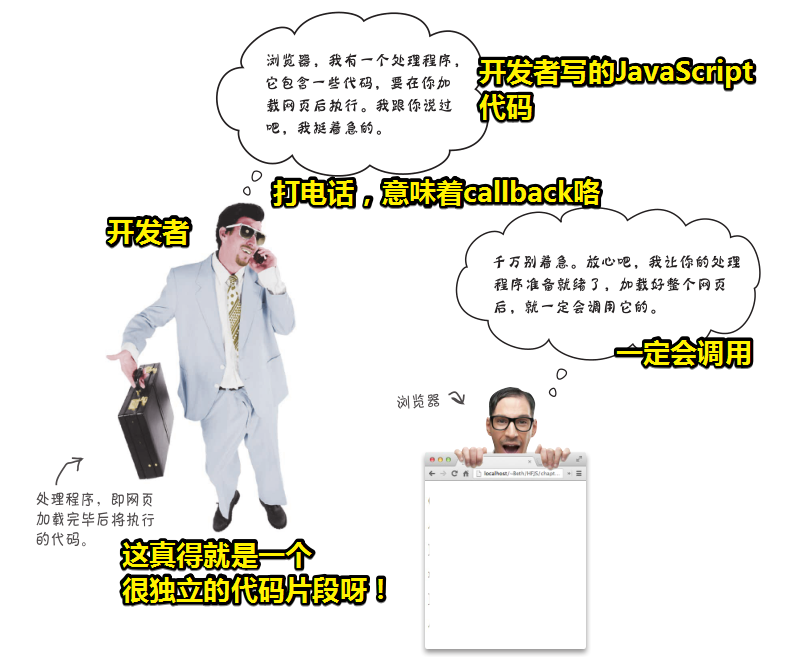 浏览器，我有一个处理程序，
它包含一些代码，要在你加
载网页后执行。我跟你说过
吧，我挺着急的。
开发者写的JavaScript
代码
打电话，意味着callback咯
开发者
千万别着急。放心吧，我让你的处理
程序准备就绪了，加载好整个网页
后，就一定会调用它的。
一定会调用
浏览器
localhost/~Beth/HFJS/chapt...
处理程序，即网页
加载完毕后将执行
的代码。
这真得就是一个
很独立的代码片段呀！